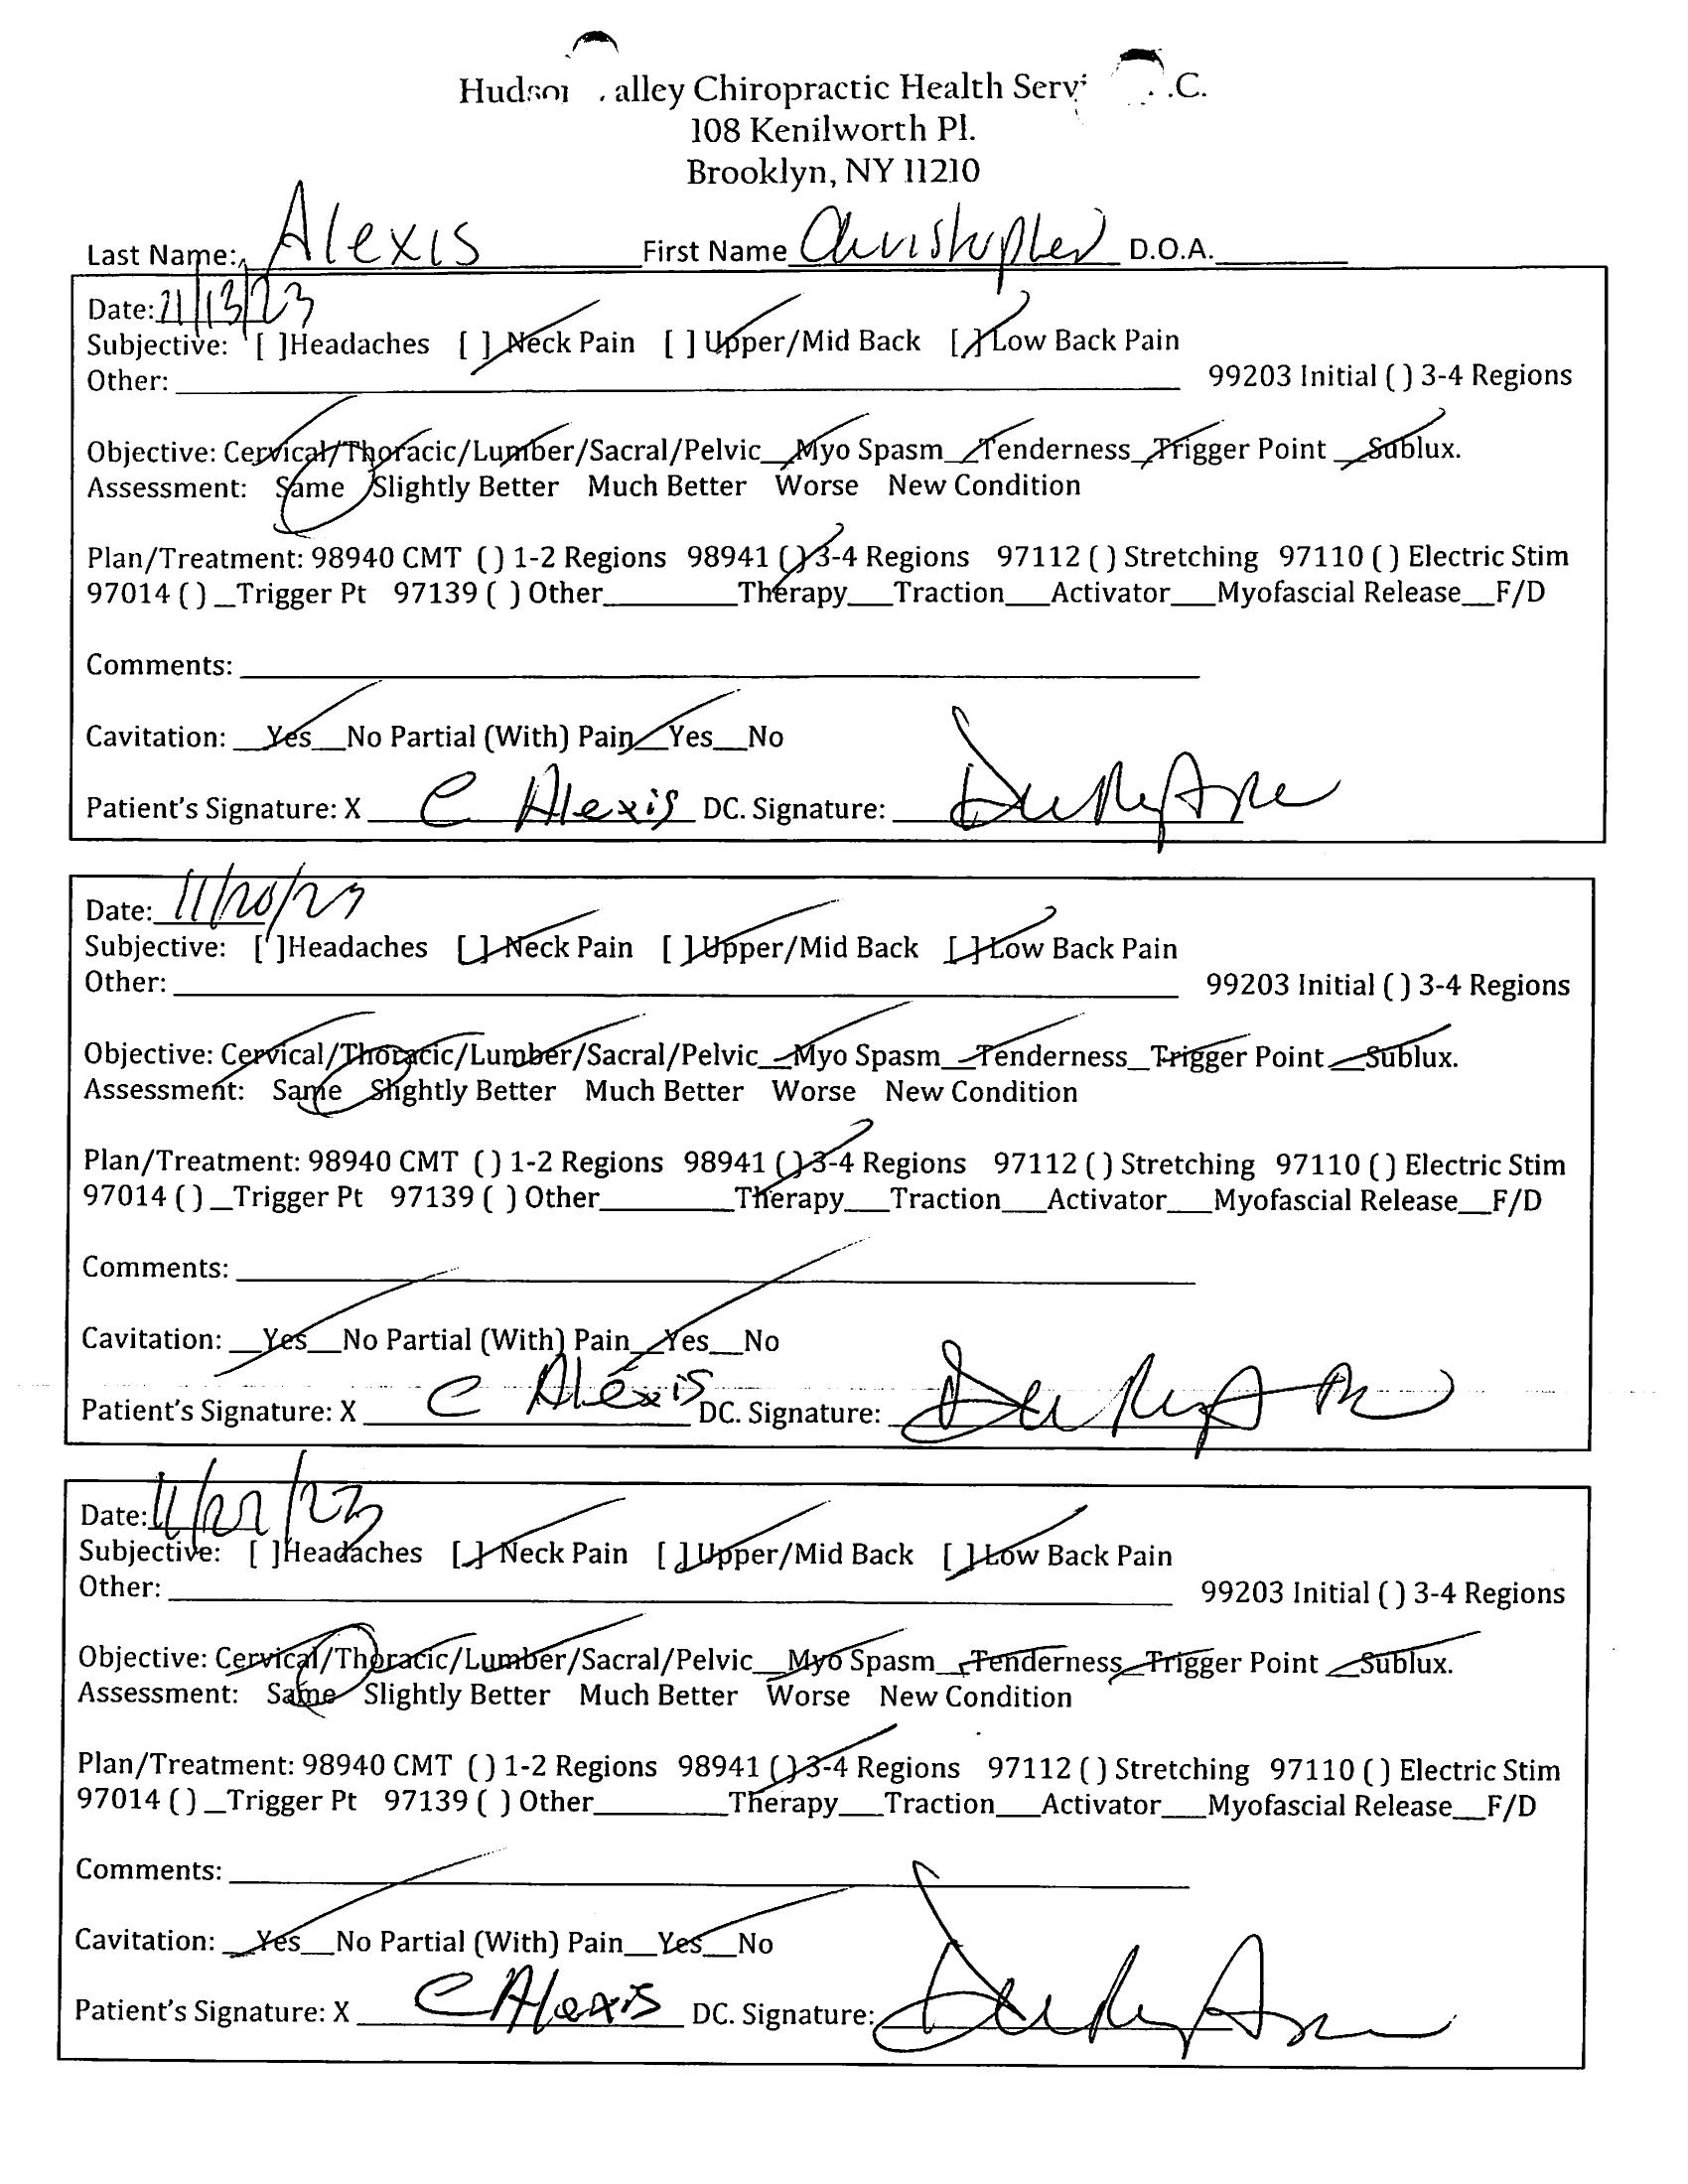 Hudson alley Chiropractic Health Serv .C.
108 Kenilworth Pl.
Brooklyn, NY 11210
Last Name: Alexis First Name Christopher D.O.A.
Date: 11/13/23
Subjective: [ ]Headaches [ ] Neck Pain [ ] Upper/Mid Back [ ] Low Back Pain
Other: 99203 Initial ( ) 3-4 Regions
Objective: Cervical/Thoracic/Lumber/Sacral/Pelvic__Myo Spasm__Tenderness__Trigger Point __Sublux.
Assessment: Same Slightly Better Much Better Worse New Condition
Plan/Treatment: 98940 CMT ( ) 1-2 Regions 98941 ( ) 3-4 Regions 97112 ( ) Stretching 97110 ( ) Electric Stim
97014 ( ) _Trigger Pt 97139 ( ) Other________Therapy___Traction___Activator___Myofascial Release__F/D
Comments:
Cavitation: __Yes__No Partial (With) Pain__Yes__No
Patient's Signature: X C Alexis DC. Signature:
Date: 11/20/23
Subjective: [ ]Headaches [ ] Neck Pain [ ] Upper/Mid Back [ ] Low Back Pain
Other: 99203 Initial ( ) 3-4 Regions
Objective: Cervical/Thoracic/Lumber/Sacral/Pelvic__Myo Spasm__Tenderness__Trigger Point__Sublux.
Assessment: Same Slightly Better Much Better Worse New Condition
Plan/Treatment: 98940 CMT ( ) 1-2 Regions 98941 ( ) 3-4 Regions 97112 ( ) Stretching 97110 ( ) Electric Stim
97014 ( ) _Trigger Pt 97139 ( ) Other________Therapy___Traction___Activator___Myofascial Release__F/D
Comments:
Cavitation: __Yes__No Partial (With) Pain__Yes__No
Patient's Signature: X C Alexis DC. Signature:
Date: 11/22/23
Subjective: [ ]Headaches [ ] Neck Pain [ ] Upper/Mid Back [ ] Low Back Pain
Other: 99203 Initial ( ) 3-4 Regions
Objective: Cervical/Thoracic/Lumber/Sacral/Pelvic__Myo Spasm__Tenderness__Trigger Point __Sublux.
Assessment: Same Slightly Better Much Better Worse New Condition
Plan/Treatment: 98940 CMT ( ) 1-2 Regions 98941 ( ) 3-4 Regions 97112 ( ) Stretching 97110 ( ) Electric Stim
97014 ( ) _Trigger Pt 97139 ( ) Other________Therapy___Traction___Activator___Myofascial Release__F/D
Comments:
Cavitation: __Yes__No Partial (With) Pain__Yes__No
Patient's Signature: X C Alexis DC. Signature: